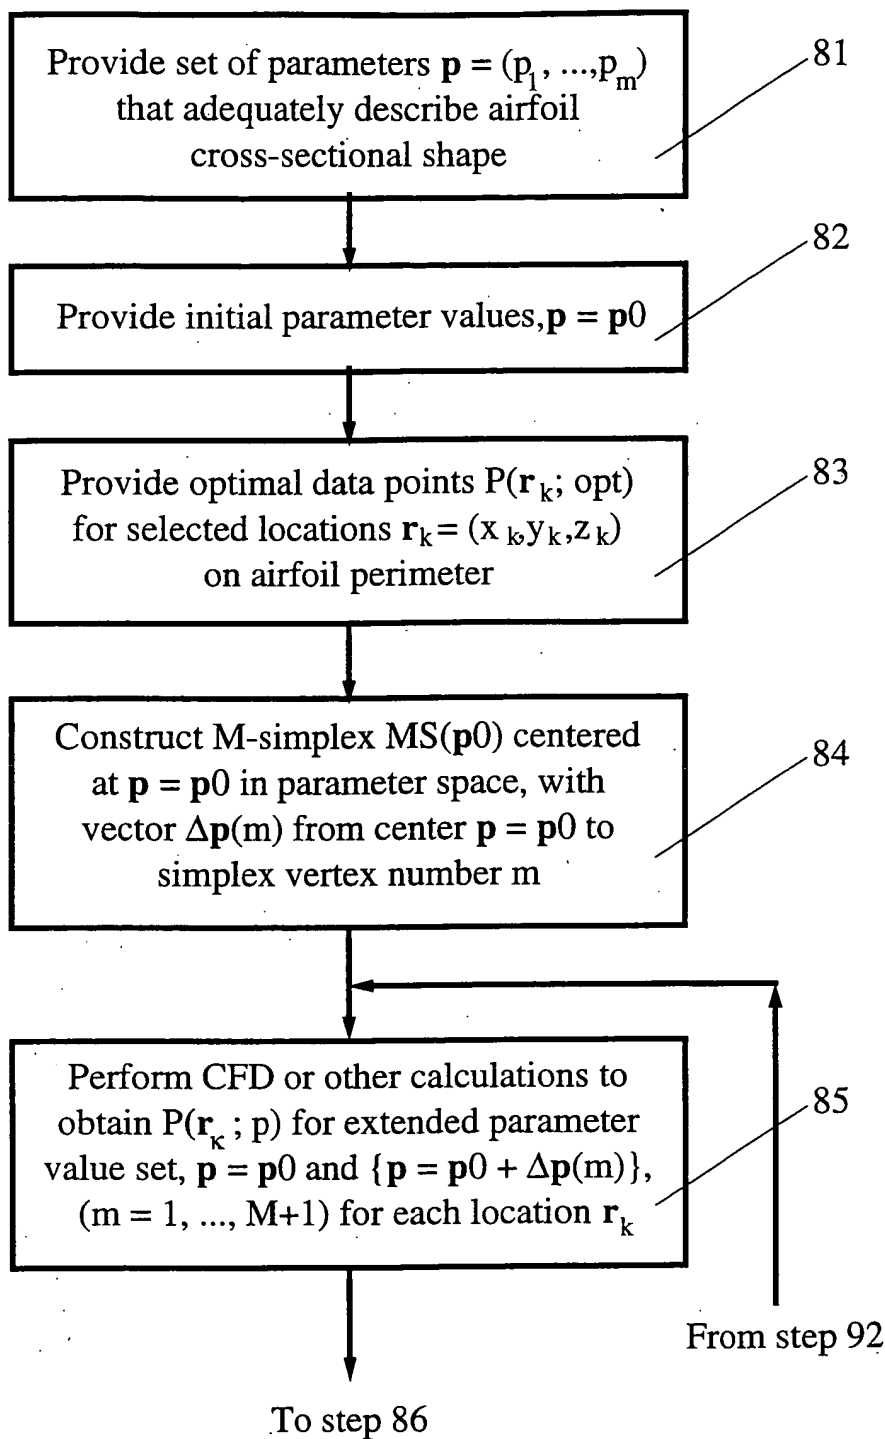 Provide set of parameters p = (p1, ...,pm)
that adequately describe airfoil
cross-sectional shape
81
Provide initial parameter values,p = p0
82
Provide optimal data points P(rk; opt)
for selected locations rk= (xk,yk,zk)
on airfoil perimeter
83
Construct M-simplex MS(p0) centered
at p = p0 in parameter space, with
vector Δp(m) from center p = p0 to
simplex vertex number m
84
Perform CFD or other calculations to
obtain P(rκ ; p) for extended parameter
value set, p = p0 and {p = p0 + Δp(m)},
(m = 1, ..., M+1) for each location rk
85
From step 92
To step 86